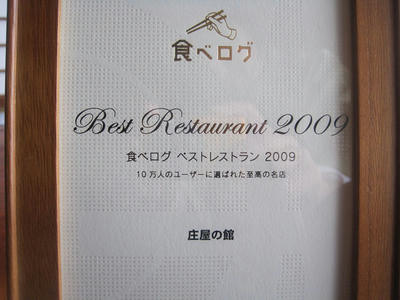 食べログ
Best Restaurant 2009
食べログ ベストレストラン 2009
10万人のユーザーに選ばれた至高の名店
庄屋の館